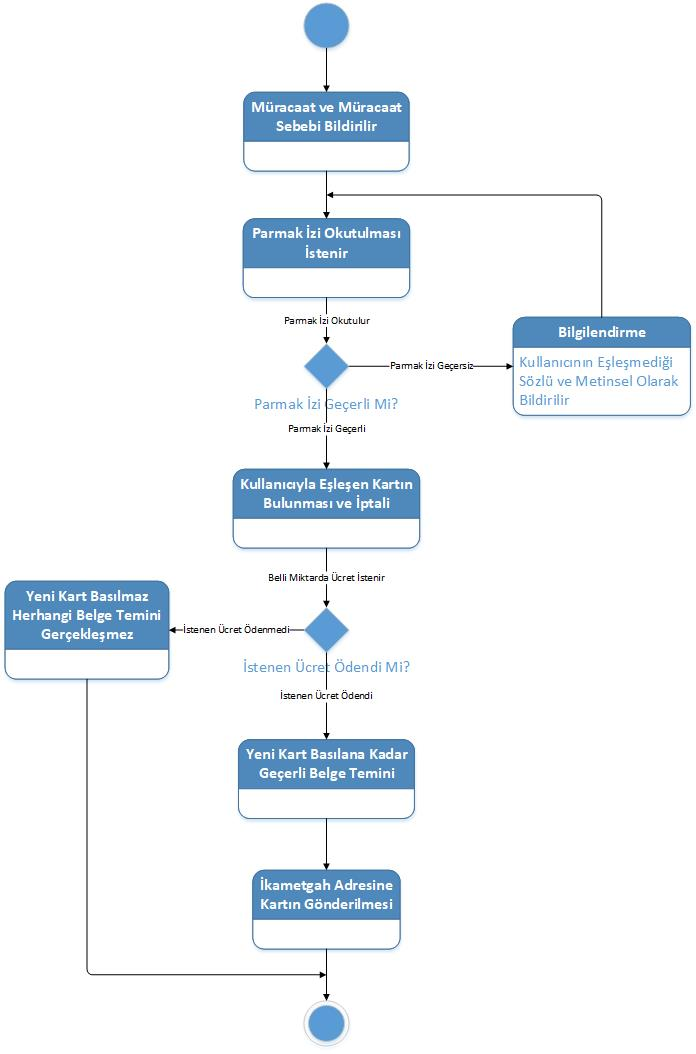 Müracaat ve Müracaat
Sebebi Bildirilir
Parmak İzi Okutulması
İstenir
Parmak İzi Okutulur
Parmak İzi Geçersiz
Bilgilendirme
Kullanıcının Eşleşmediği
Sözlü ve Metinsel Olarak
Bildirilir
Parmak İzi Geçerli Mi?
Parmak İzi Geçerli
Kullanıcıyla Eşleşen Kartın
Bulunması ve İptali
Belli Miktarda Ücret İstenir
Yeni Kart Basılmaz
Herhangi Belge Temini
Gerçekleşmez
İstenen Ücret Ödenmedi
İstenen Ücret Ödendi Mi?
İstenen Ücret Ödendi
Yeni Kart Basılana Kadar
Geçerli Belge Temini
İkametgah Adresine
Kartın Gönderilmesi